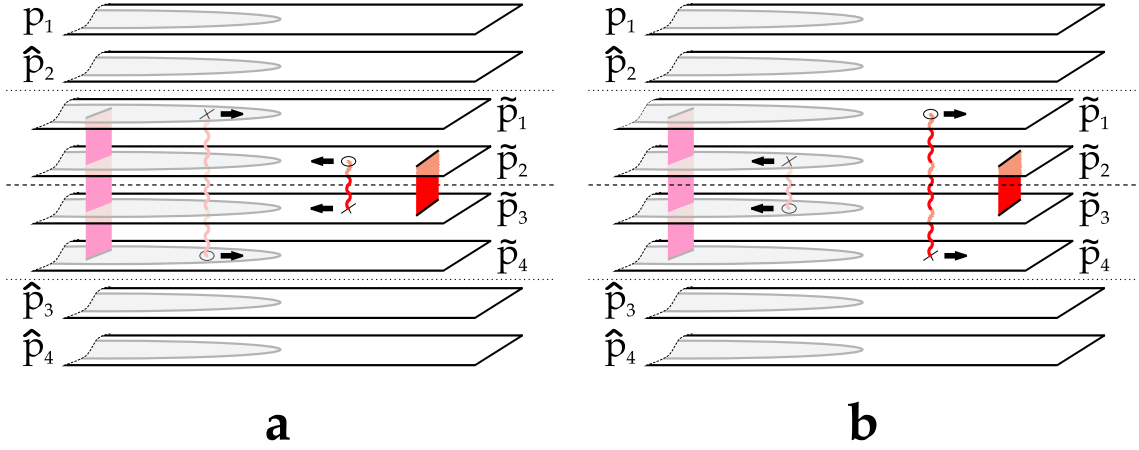 p₁ p₁
p̂₂ p̂₂
p̃₁ p̃₁
p̃₂ p̃₂
p̃₃ p̃₃
p̃₄ p̃₄
p̂₃ p̂₃
p̂₄ p̂₄
a b